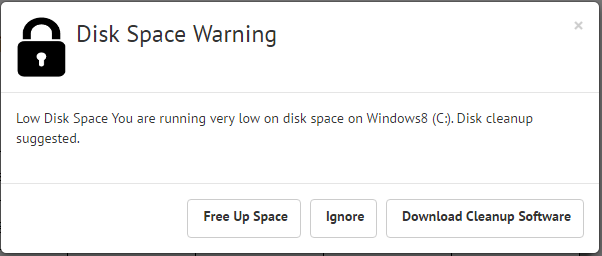 Disk Space Warning
×
Low Disk Space You are running very low on disk space on Windows8 (C:). Disk cleanup
suggested.
Free Up Space
Ignore
Download Cleanup Software